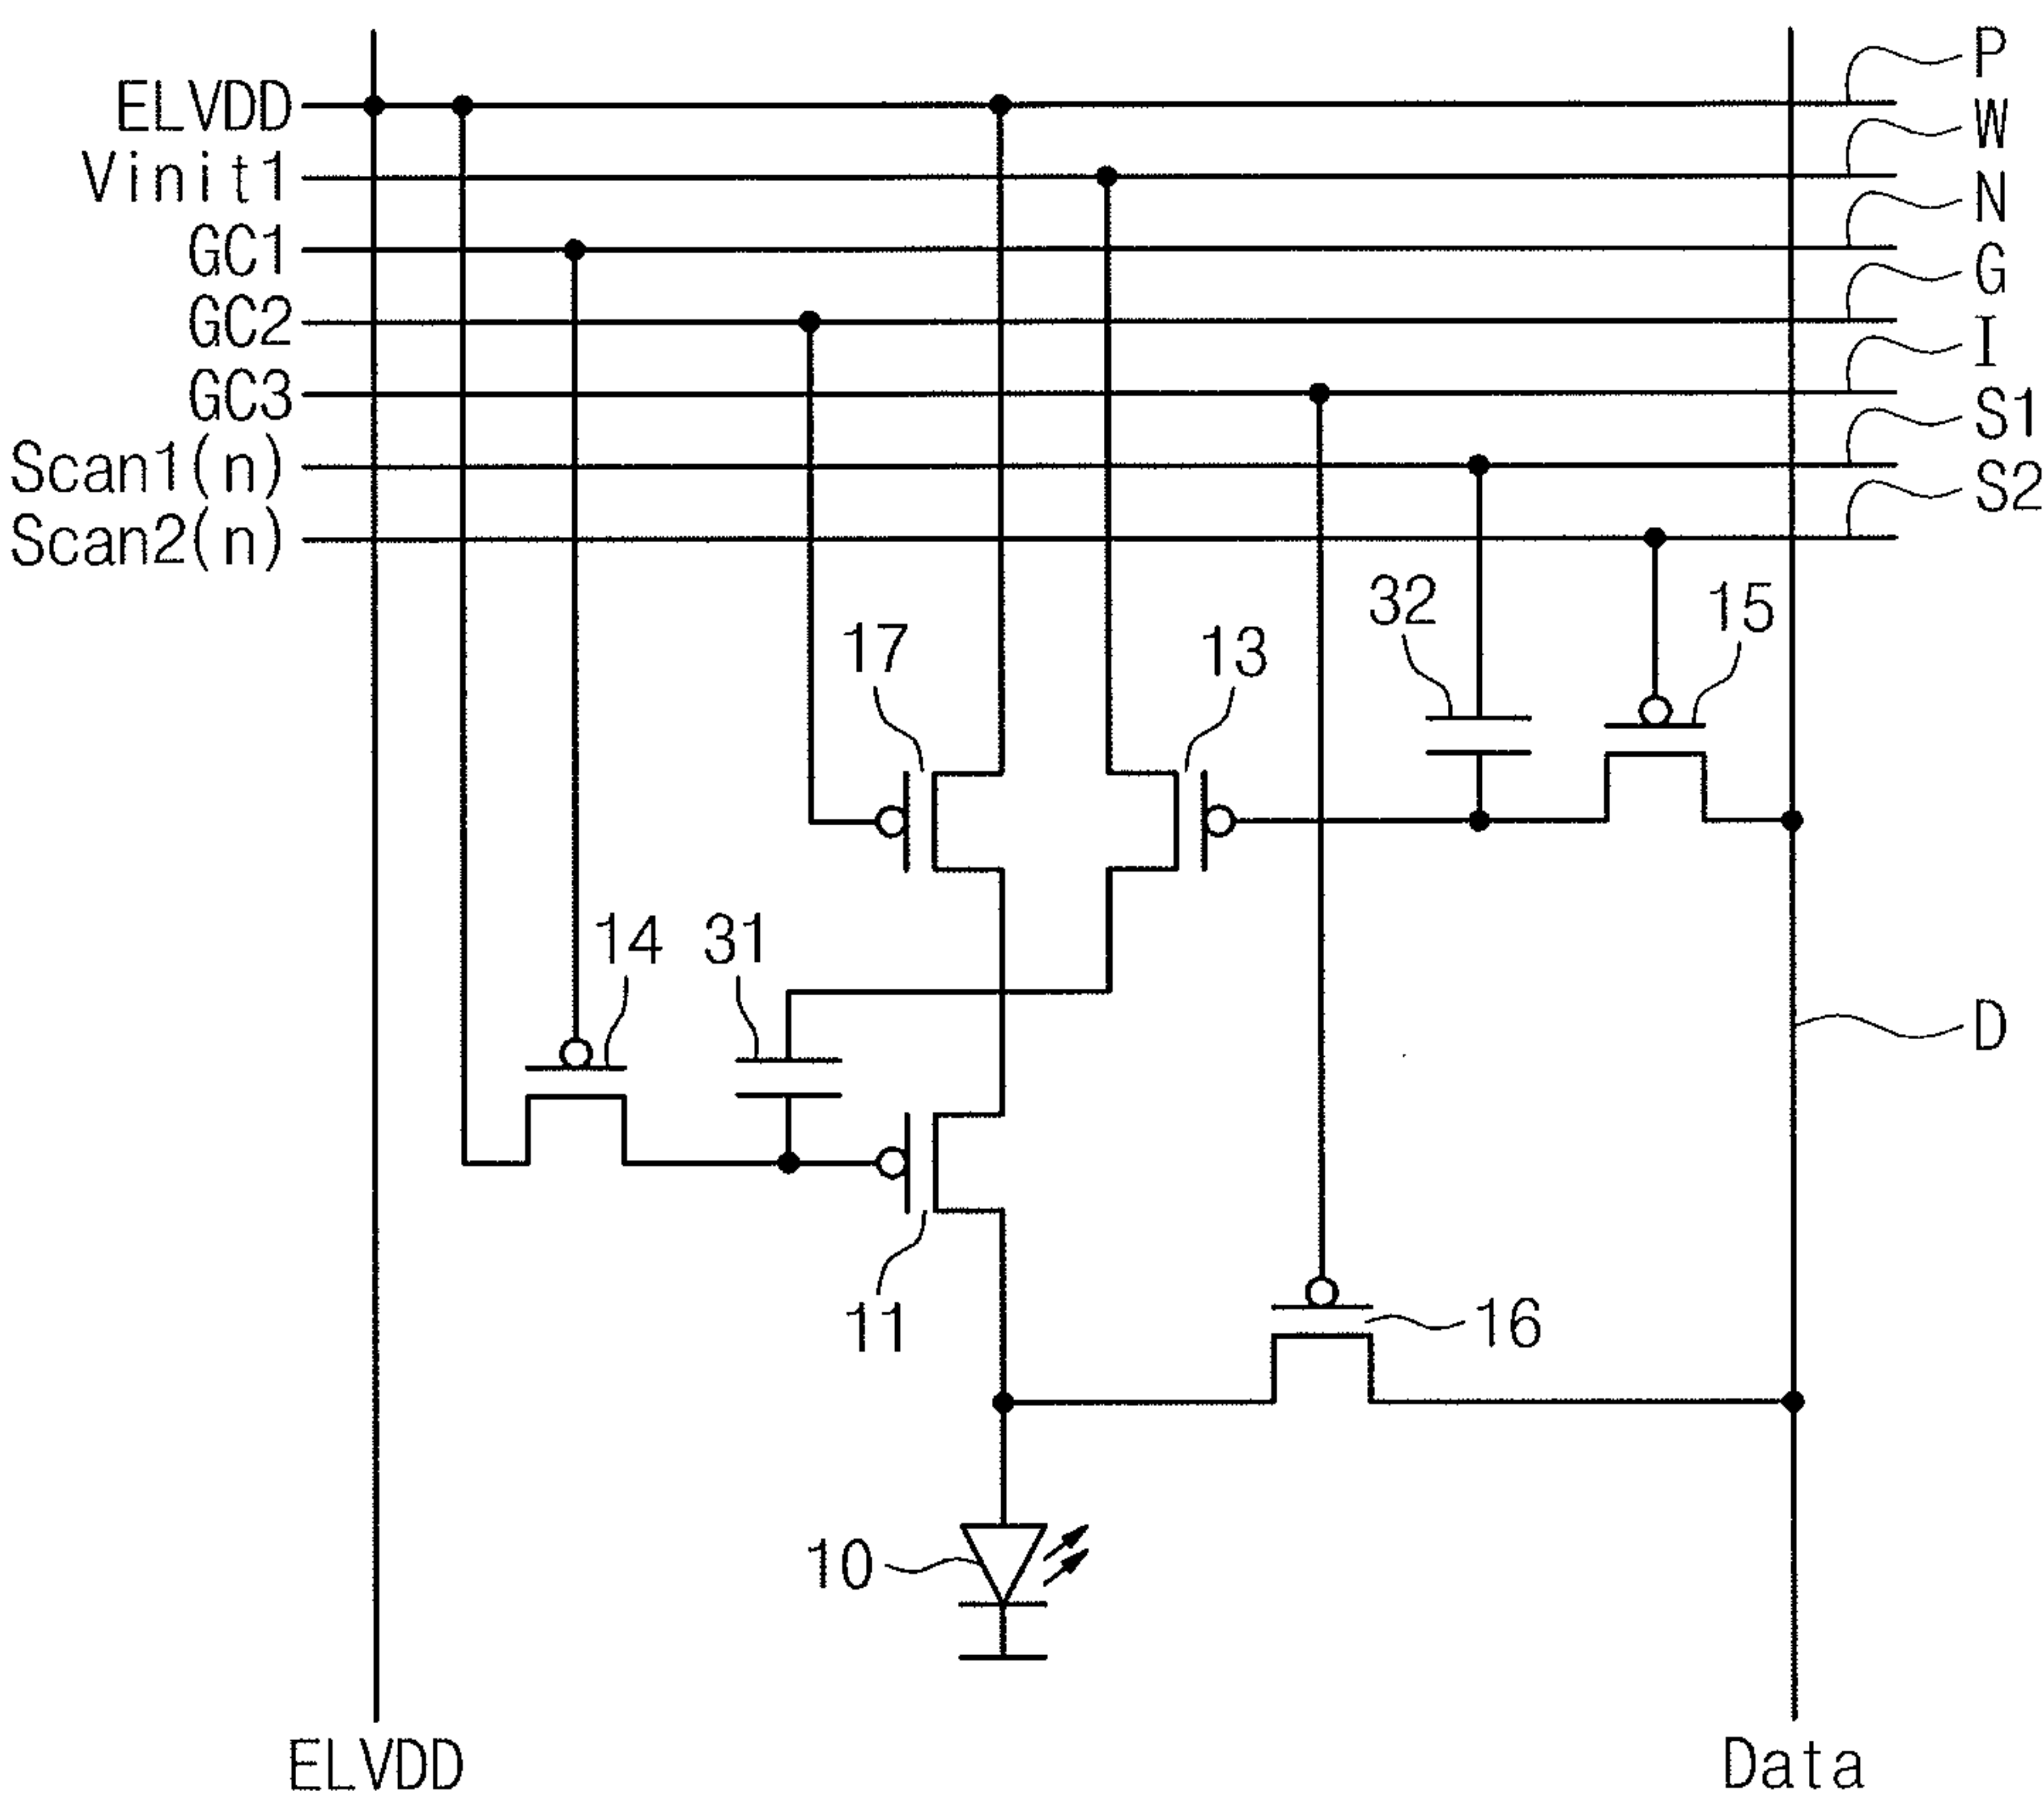 ELVDD
P
Vinit1
W
GC1
N
GC2
G
GC3
I
Scan1(n)
S1
Scan2(n)
S2
32
15
17
13
14
31
D
11
16
10
ELVDD
Data